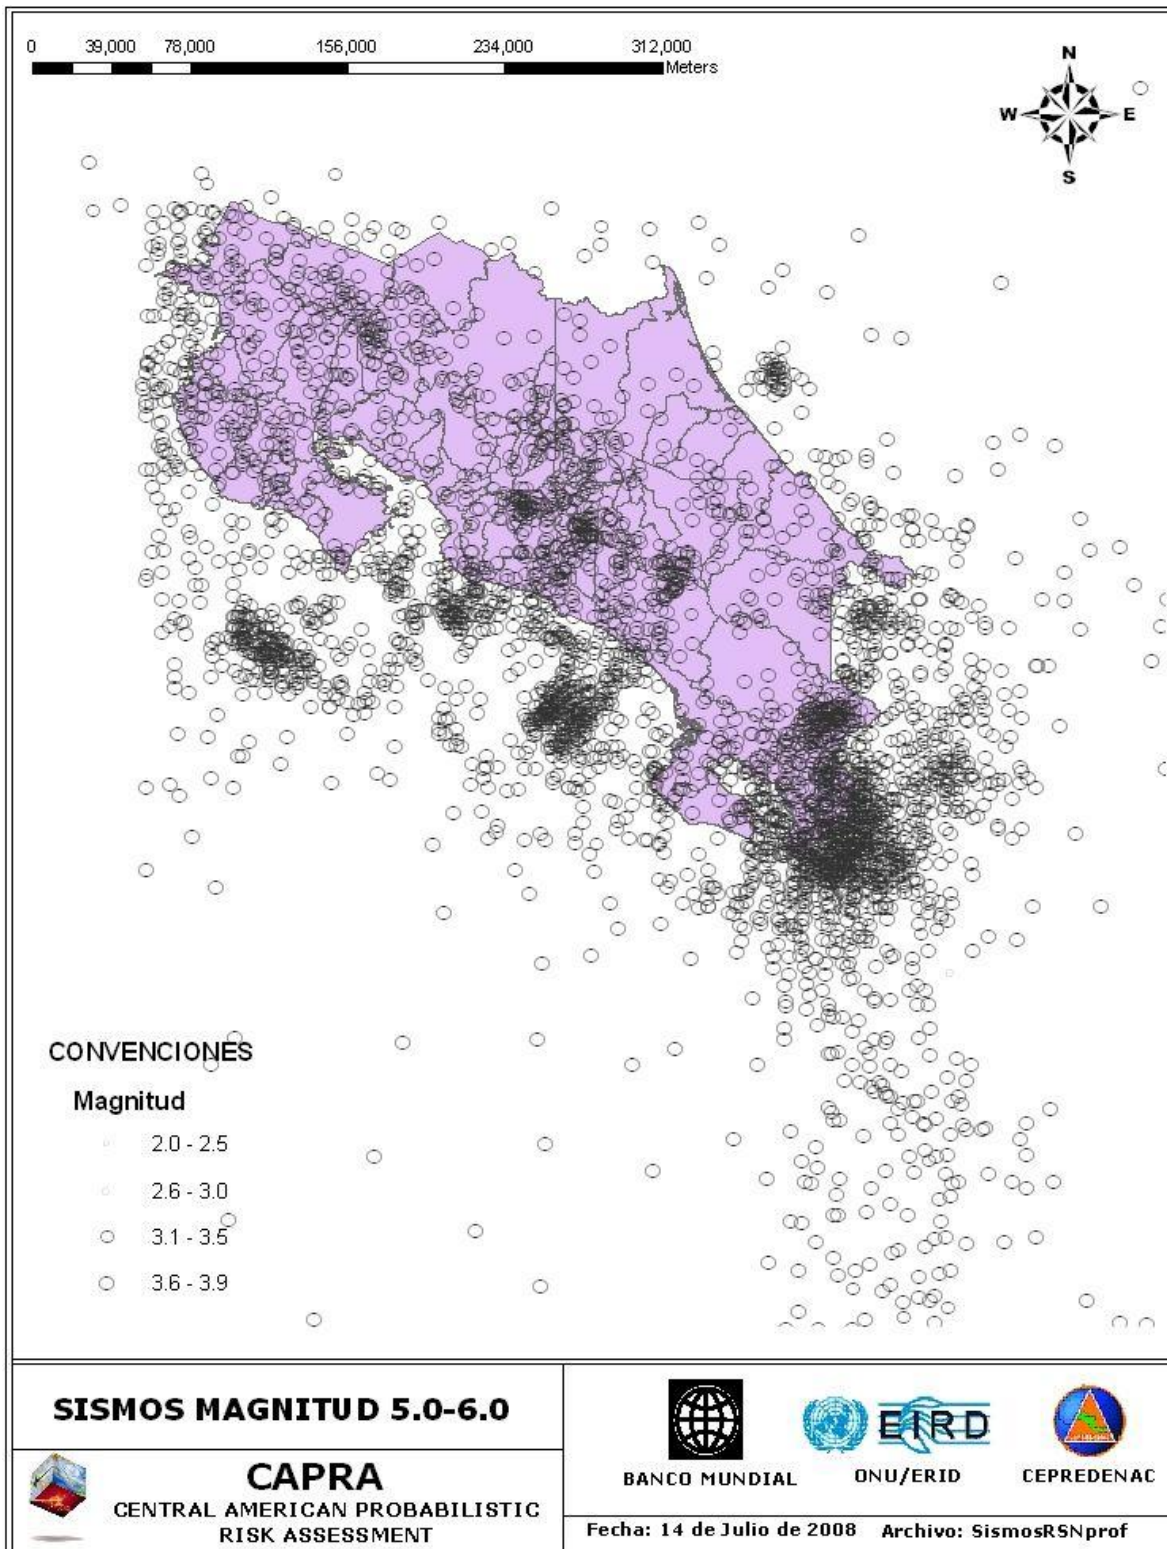 0 39,000 78,000 156,000 234,000 312,000
Meters
N
W E
S
CONVENCIONES
Magnitud
2.0 - 2.5
2.6 - 3.0
3.1 - 3.5
3.6 - 3.9
SISMOS MAGNITUD 5.0-6.0
CAPRA
CENTRAL AMERICAN PROBABILISTIC
RISK ASSESSMENT
EIRD
BANCO MUNDIAL ONU/ERID CEPREDENAC
Fecha: 14 de Julio de 2008 Archivo: SismosRSNprof